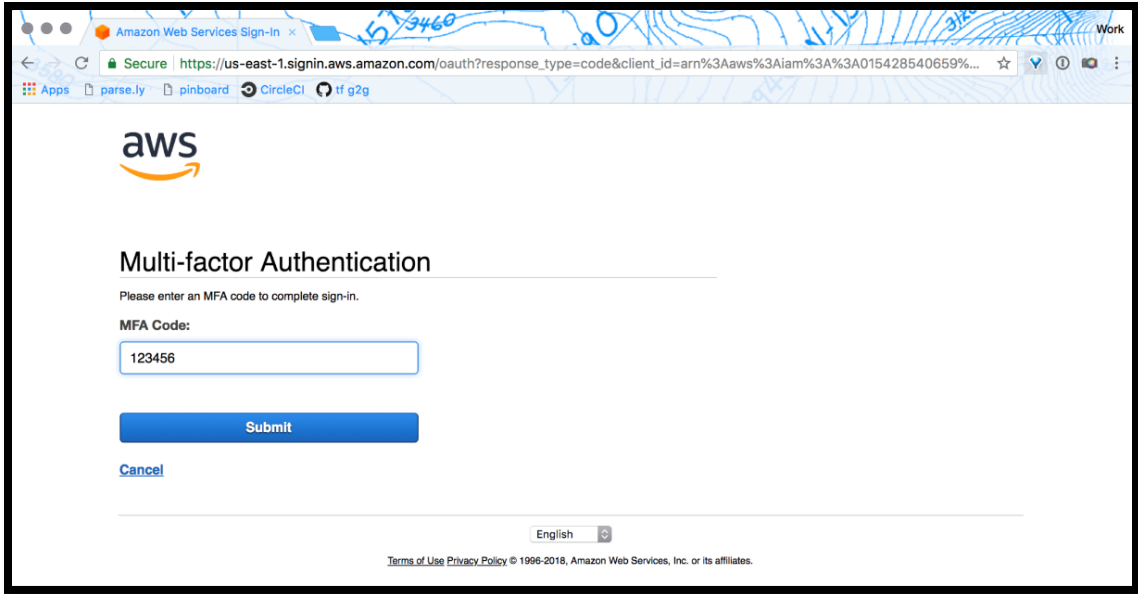 Amazon Web Services Sign-In ×
3460
Work
Secure https://us-east-1.signin.aws.amazon.com/oauth?response_type=code&client_id=arn%3Aaws%3Aiam%3A%3A015428540659%...
Apps parse.ly pinboard CircleCI tf g2g
aws
Multi-factor Authentication
Please enter an MFA code to complete sign-in.
MFA Code:
123456
Submit
Cancel
English
Terms of Use Privacy Policy © 1996-2018, Amazon Web Services, Inc. or its affiliates.